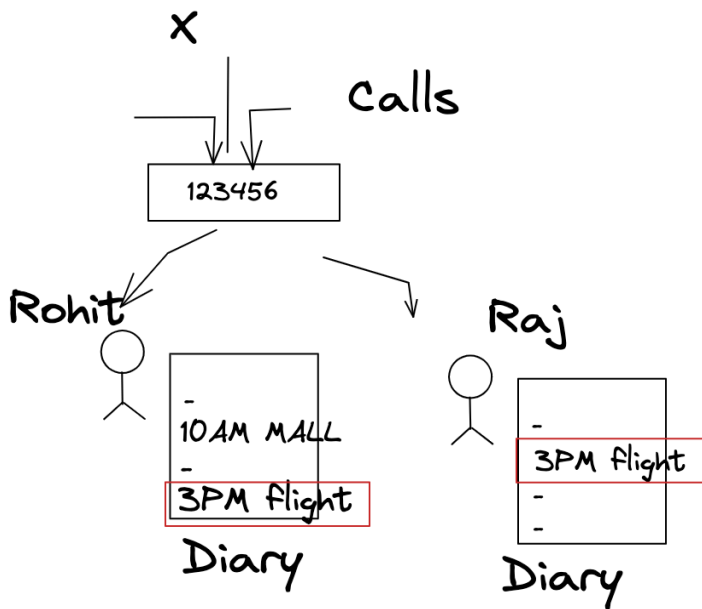 X
Calls
123456
Rohit
Raj
-
10AM MALL
-
3PM flight
Diary
-
3PM flight
-
-
Diary